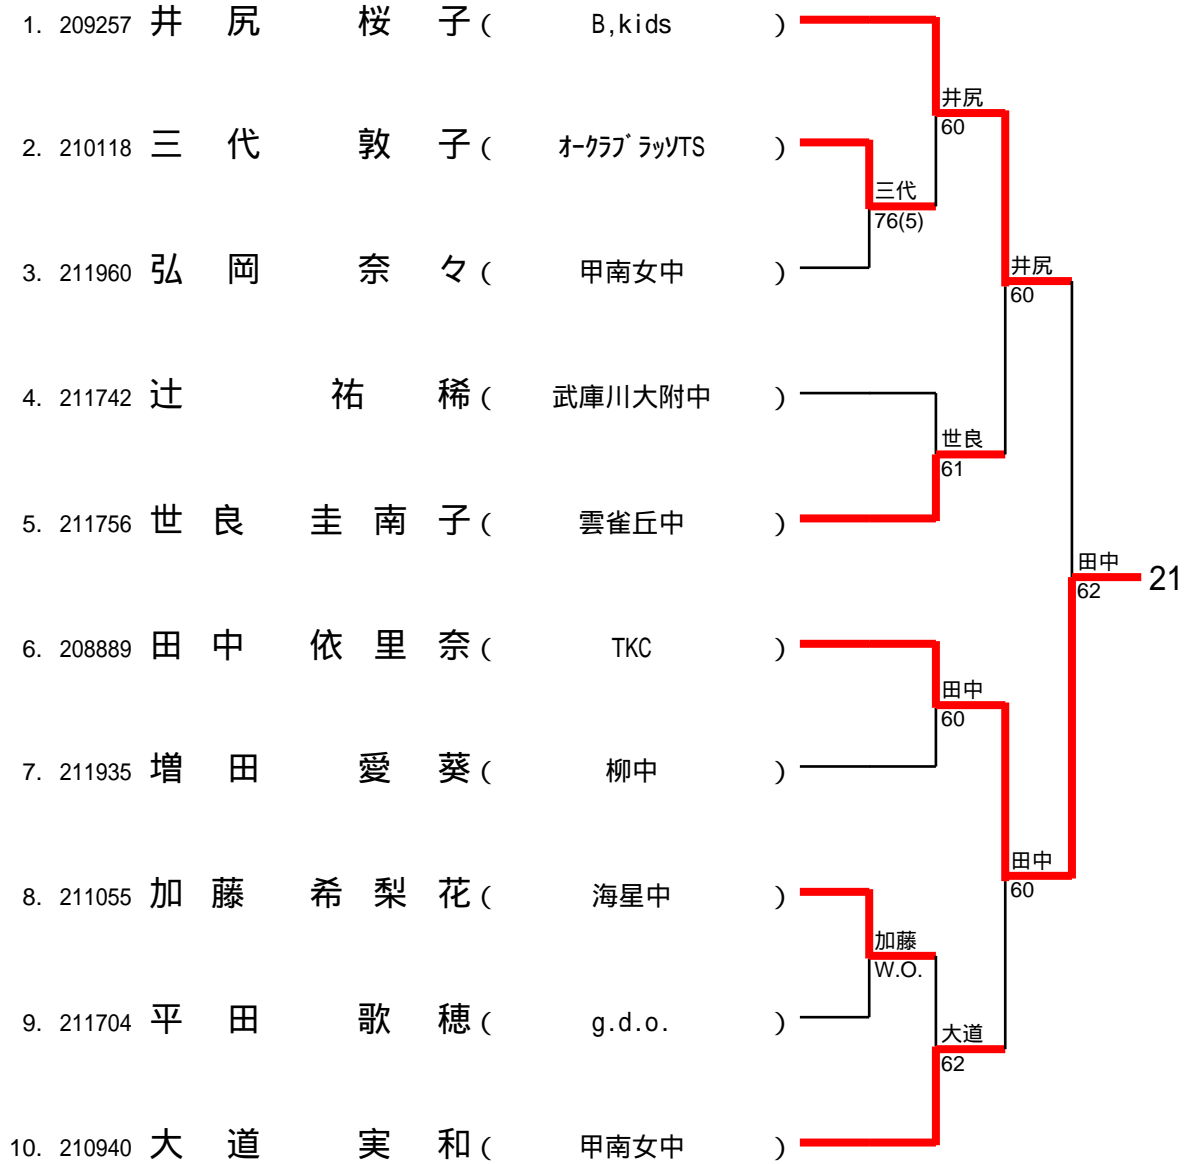 1. 209257 井尻 桜子 ( B,kids )
井尻
60
2. 210118 三代 敦子 ( オークラブラッソTS )
三代
76(5)
3. 211960 弘岡 奈々 ( 甲南女中 )
井尻
60
4. 211742 辻 祐稀 ( 武庫川大附中 )
世良
61
5. 211756 世良 圭南子 ( 雲雀丘中 )
田中
62
21
6. 208889 田中 依里奈 ( TKC )
田中
60
7. 211935 増田 愛葵 ( 柳中 )
田中
60
8. 211055 加藤 希梨花 ( 海星中 )
加藤
W.O.
9. 211704 平田 歌穂 ( g.d.o. )
大道
62
10. 210940 大道 実和 ( 甲南女中 )